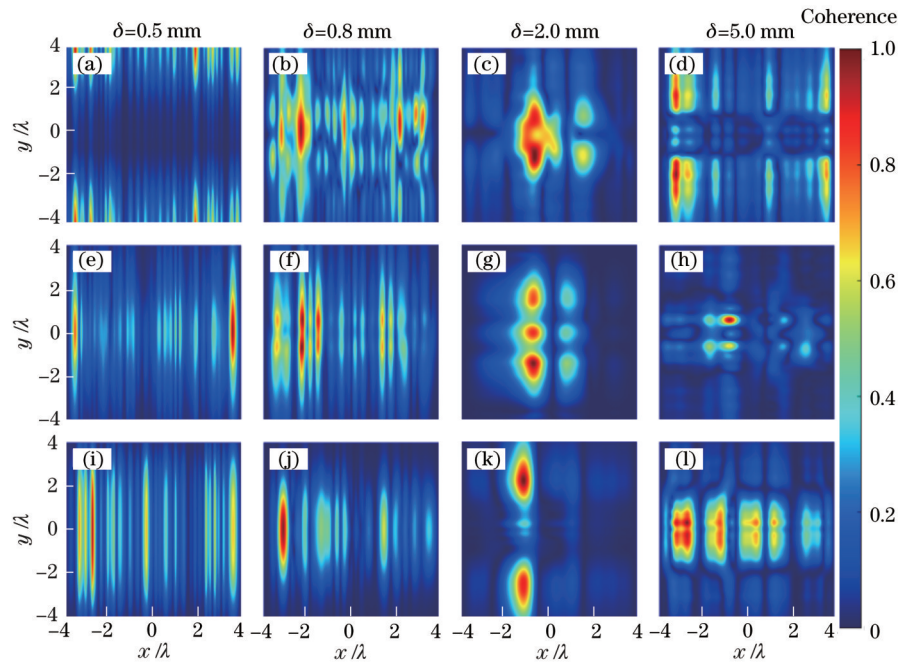 Coherence
δ=0.5 mm δ=0.8 mm δ=2.0 mm δ=5.0 mm
4 (a) (b) (c) (d) 1.0
2
y/λ 0
−2 0.8
−4
4 (e) (f) (g) (h) 0.6
2
y/λ 0
−2 0.4
−4
4 (i) (j) (k) (l)
2 0.2
y/λ 0
−2
−4 0
−4 −2 0 2 4 −4 −2 0 2 4 −4 −2 0 2 4 −4 −2 0 2 4
x/λ x/λ x/λ x/λ